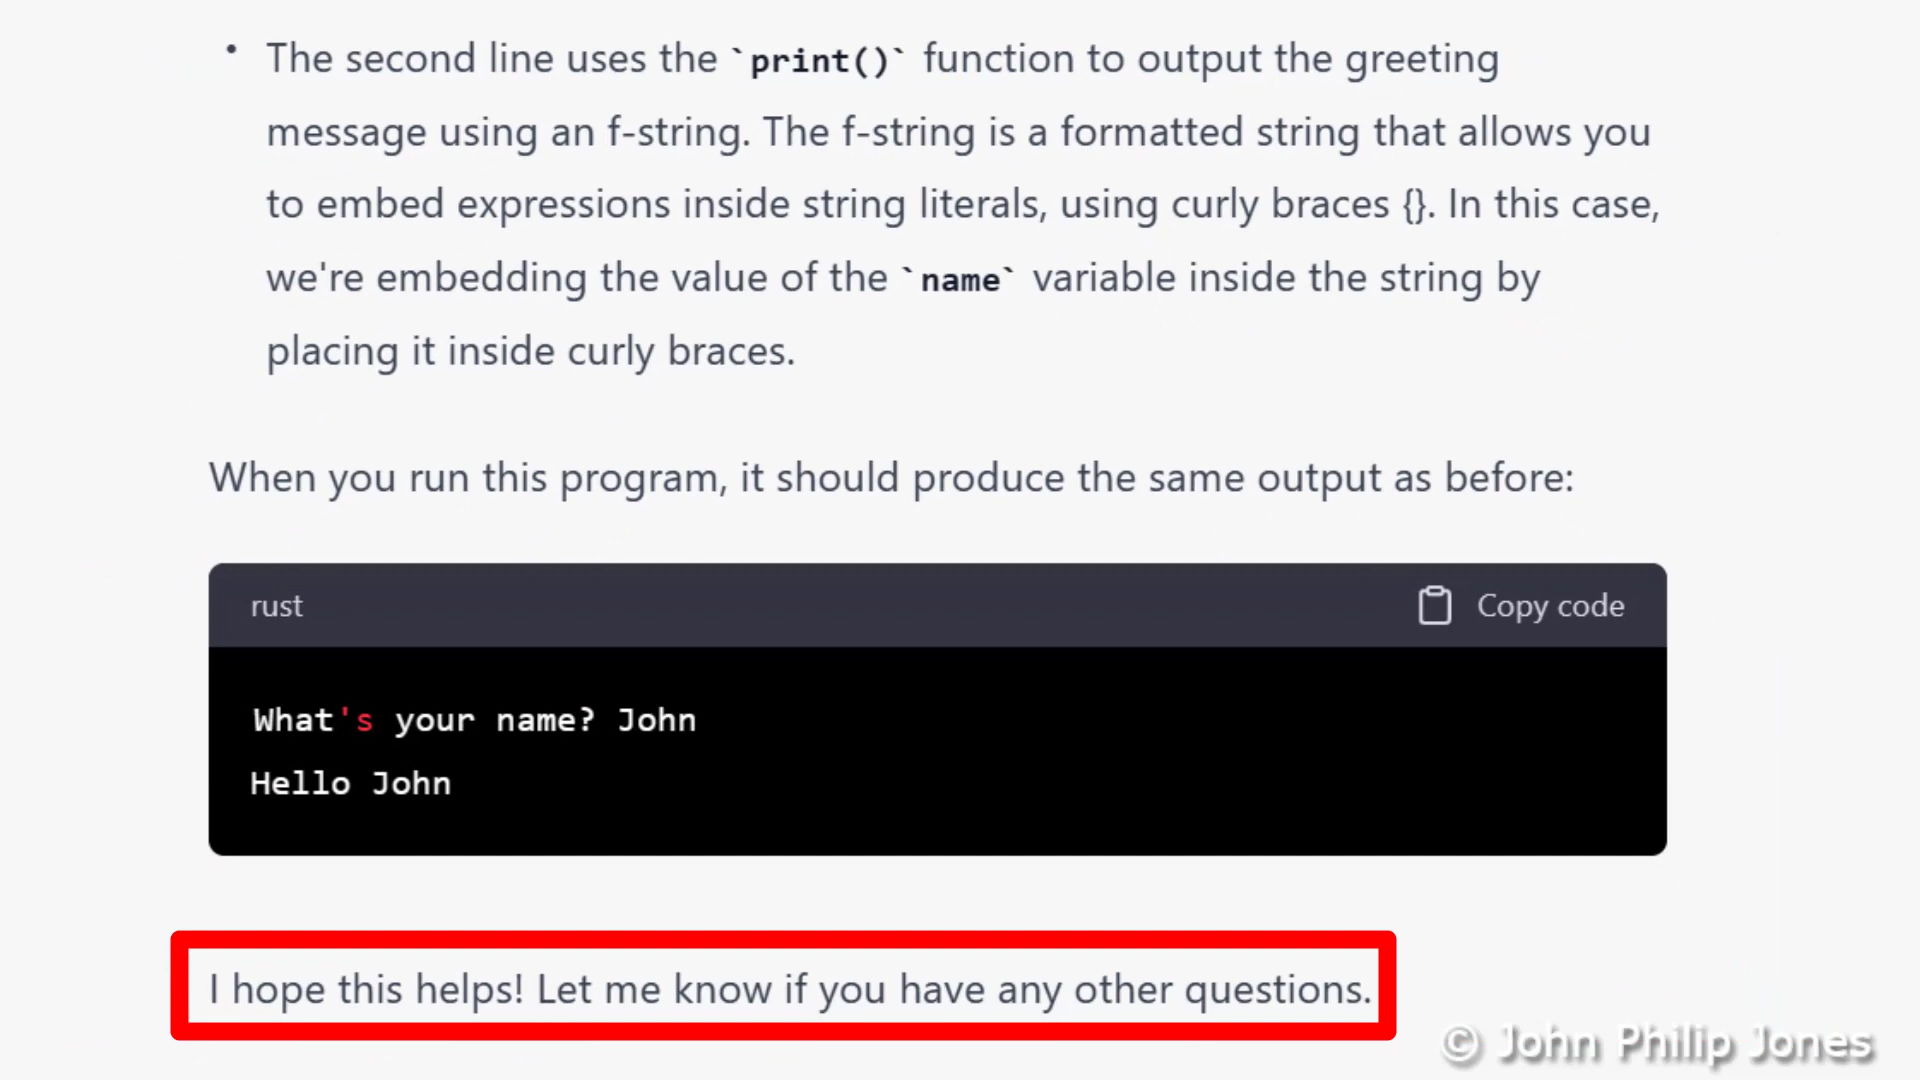 • The second line uses the `print()` function to output the greeting
message using an f-string. The f-string is a formatted string that allows you
to embed expressions inside string literals, using curly braces {}. In this case,
we're embedding the value of the `name` variable inside the string by
placing it inside curly braces.
When you run this program, it should produce the same output as before:
rust Copy code
What's your name? John
Hello John
I hope this helps! Let me know if you have any other questions.
© John Philip Jones